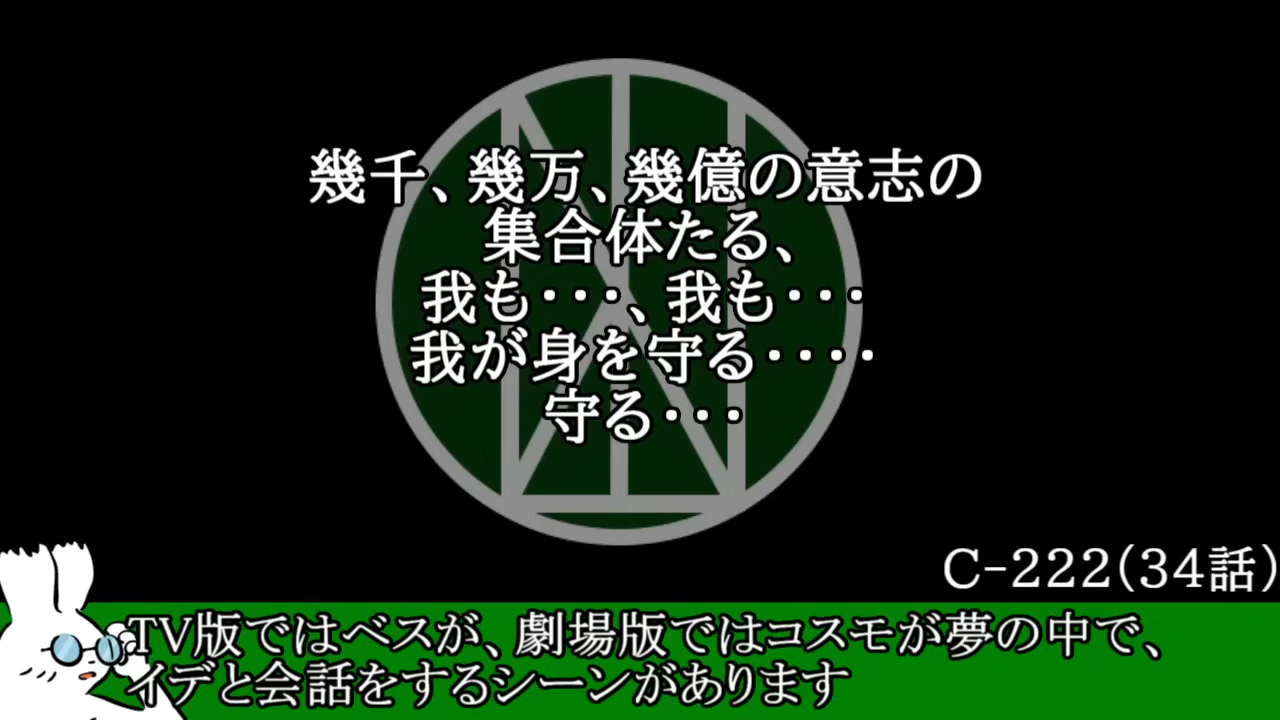 幾千、幾万、幾億の意志の
集合体たる、
我も・・・、我も・・・
我が身を守る・・・・
守る・・・
C-222(34話)
TV版ではベスが、劇場版ではコスモが夢の中で、
イデと会話をするシーンがあります